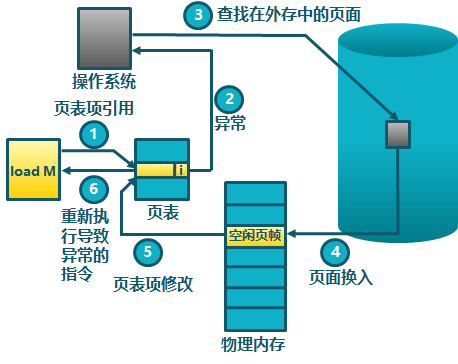 3 查找在外存中的页面
操作系统
2
异常
页表项引用
1
load M
i
6
页表
重新执
行导致
异常的
指令
5
页表项修改
空闲页帧
4
页面换入
物理内存